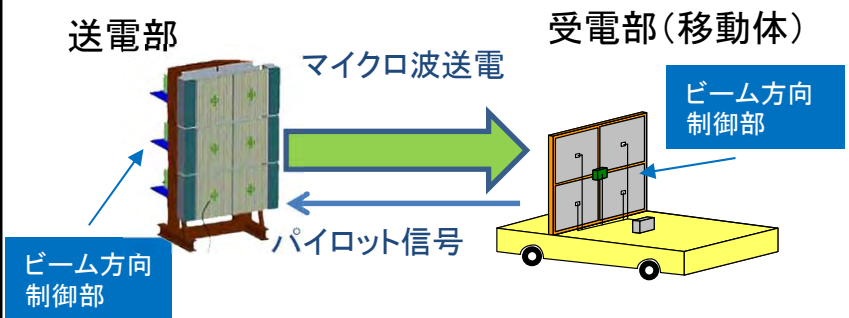 送電部
受電部(移動体)
マイクロ波送電
ビーム方向
制御部
パイロット信号
ビーム方向
制御部